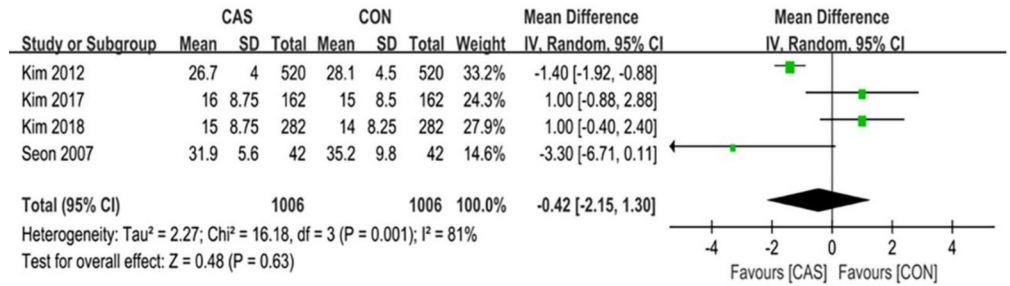 CAS CON Mean Difference Mean Difference
Study or Subgroup Mean SD Total Mean SD Total Weight IV, Random, 95% CI IV, Random, 95% CI
Kim 2012 26.7 4 520 28.1 4.5 520 33.2% -1.40 [-1.92, -0.88]
Kim 2017 16 8.75 162 15 8.5 162 24.3% 1.00 [-0.88, 2.88]
Kim 2018 15 8.75 282 14 8.25 282 27.9% 1.00 [-0.40, 2.40]
Seon 2007 31.9 5.6 42 35.2 9.8 42 14.6% -3.30 [-6.71, 0.11]
Total (95% CI) 1006 1006 100.0% -0.42 [-2.15, 1.30]
Heterogeneity: Tau² = 2.27; Chi² = 16.18, df = 3 (P = 0.001); I² = 81%
Test for overall effect: Z = 0.48 (P = 0.63)
-4 -2 0 2 4
Favours [CAS] Favours [CON]